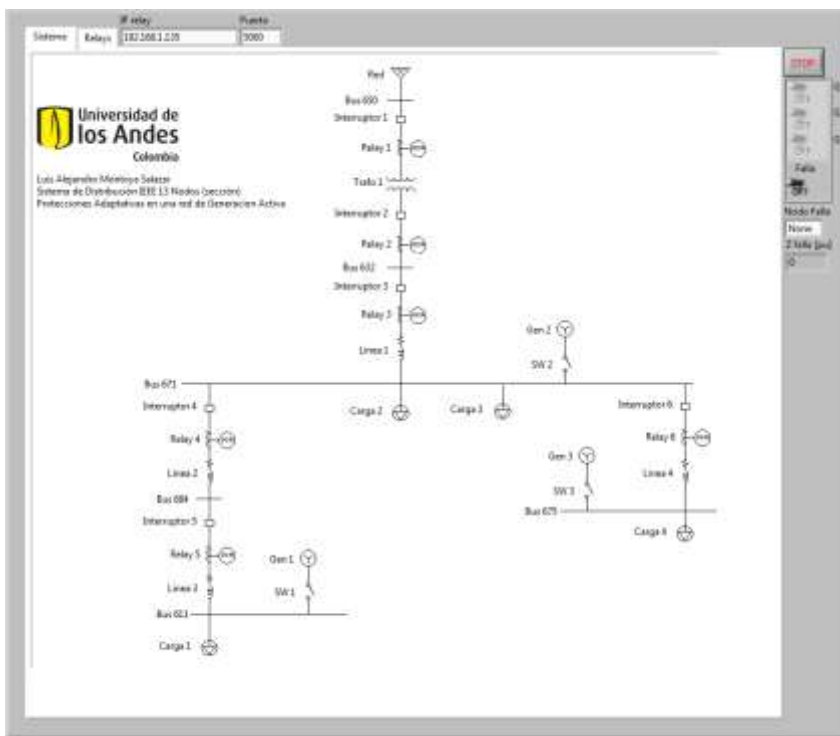 IP relay
Puerto
Sistema
Relays
192.168.1.135
5000
STOP
Universidad de
los Andes
Colombia
Luis Alejandro Montoya Salazar
Sistema de Distribución IEEE 13 Nodos (sección)
Protecciones Adaptativas en una red de Generacion Activa
Red
Bus 650
Interruptor 1
Relay 1
Trafo 1
Interruptor 2
Relay 2
Bus 632
Interruptor 3
Relay 3
Linea 1
Gen 2
SW 2
Bus 671
Interruptor 4
Carga 2
Carga 3
Interruptor 6
Relay 4
Relay 6
Linea 2
Gen 3
Linea 4
Bus 684
SW 3
Bus 675
Interruptor 5
Carga 4
Relay 5
Gen 1
Linea 3
SW 1
Bus 611
Carga 1
Falla
OFF
Nodo Falla
None
Z falla (pu)
0